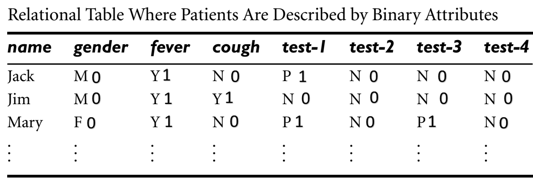 Relational Table Where Patients Are Described by Binary Attributes
name gender fever cough test-1 test-2 test-3 test-4
Jack M 0 Y 1 N 0 P 1 N 0 N 0 N 0
Jim M 0 Y 1 Y 1 N 0 N 0 N 0 N 0
Mary F 0 Y 1 N 0 P 1 N 0 P 1 N 0
⋮ ⋮ ⋮ ⋮ ⋮ ⋮ ⋮ ⋮